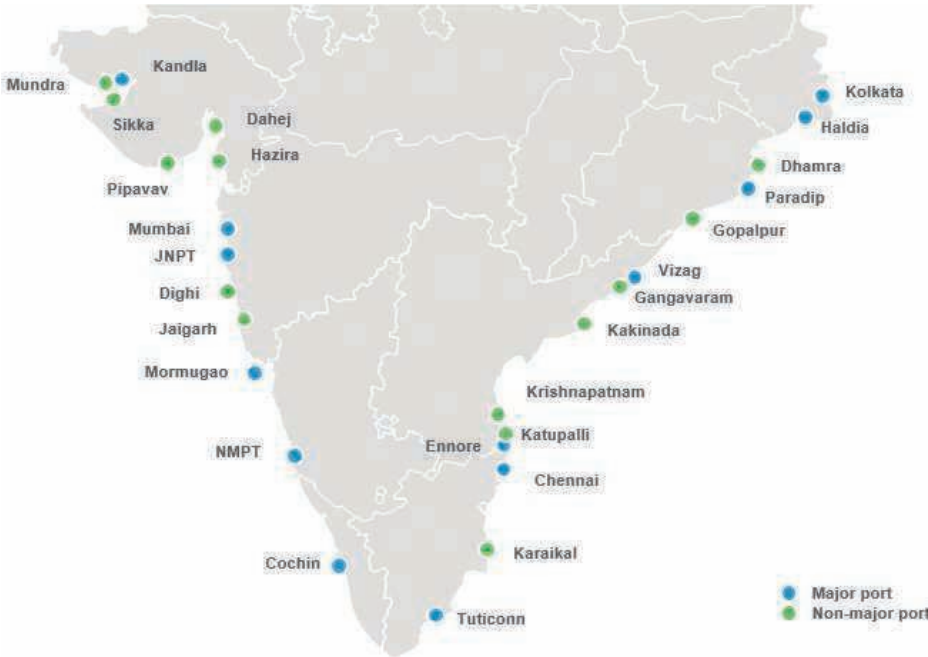 Kandla
Mundra
Sikka
Dahej
Hazira
Pipavav
Mumbai
JNPT
Dighi
Jaigarh
Mormugao
NMPT
Cochin
Kolkata
Haldia
Dhamra
Paradip
Gopalpur
Vizag
Gangavaram
Kakinada
Krishnapatnam
Katupalli
Ennore
Chennai
Karaikal
Tuticonn
Major port
Non-major port